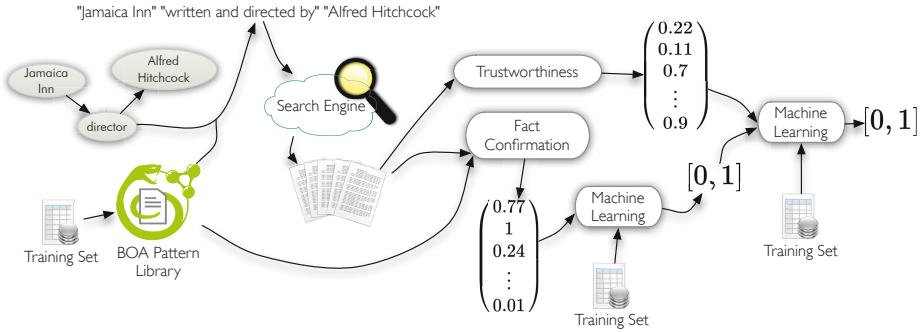 "Jamaica Inn" "written and directed by" "Alfred Hitchcock"
Jamaica
Inn
Alfred
Hitchcock
director
Search Engine
Training Set
BOA Pattern
Library
Trustworthiness
Fact
Confirmation
0.22
0.11
0.7
⋮
0.9
0.77
1
0.24
⋮
0.01
Machine
Learning
Training Set
[0, 1]
Machine
Learning
Training Set
[0, 1]